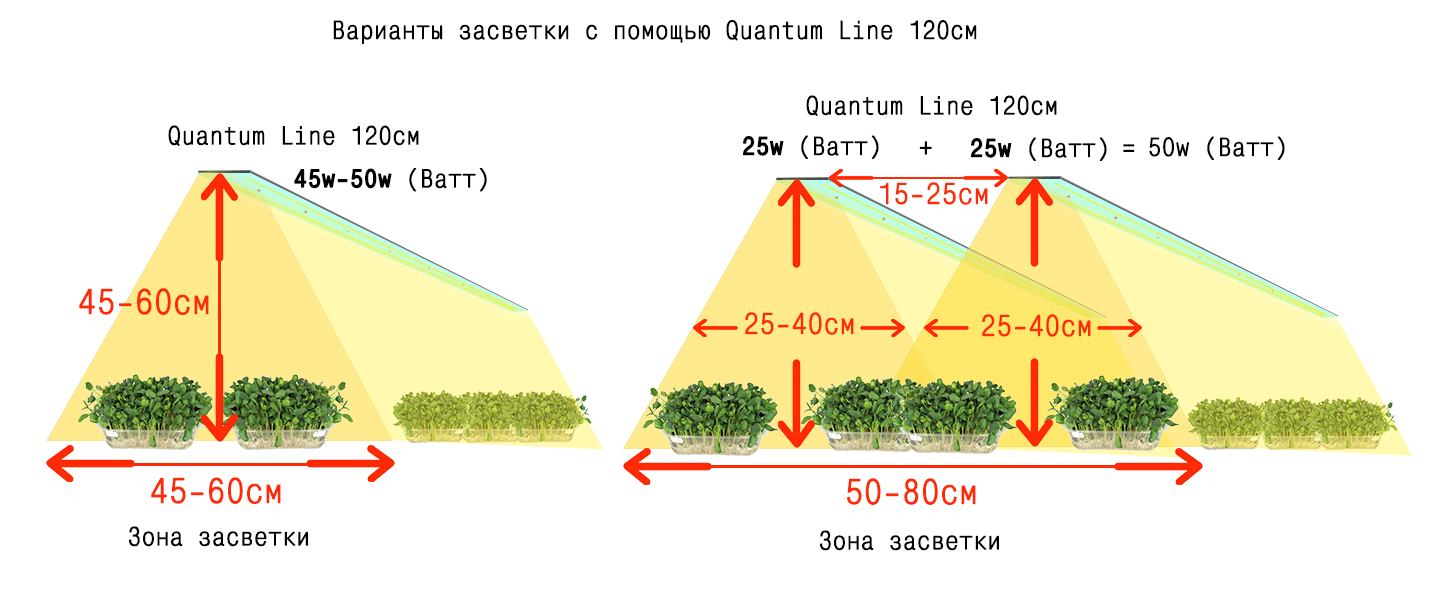 Варианты засветки с помощью Quantum Line 120см
Quantum Line 120см
45w-50w (Ватт)
45-60см
45-60см
Зона засветки
Quantum Line 120см
25w (Ватт) + 25w (Ватт) = 50w (Ватт)
15-25см
25-40см
25-40см
50-80см
Зона засветки